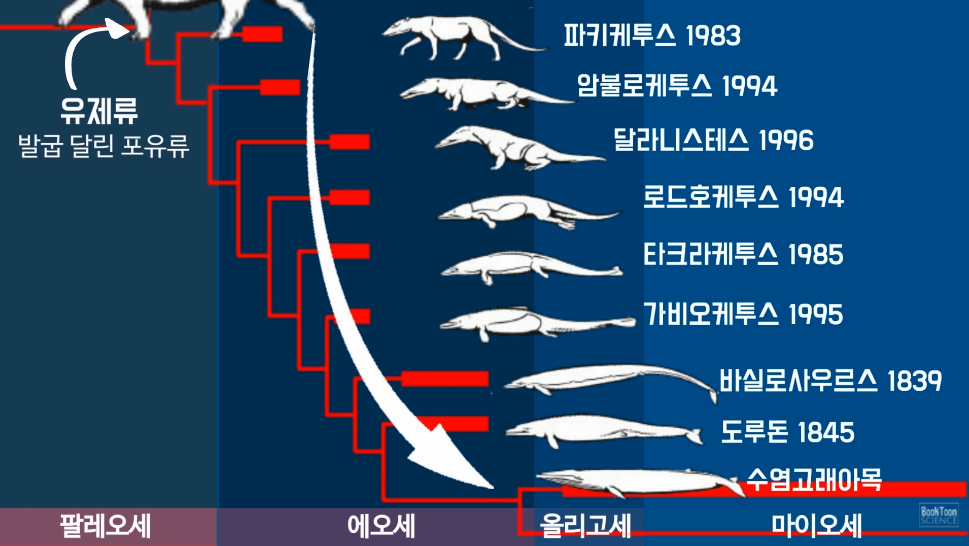 파키케투스 1983
암불로케투스 1994
유제류
발굽 달린 포유류
달라니스테스 1996
로드호케투스 1994
타크라케투스 1985
가비오케투스 1995
바실로사우르스 1839
도루돈 1845
수염고래아목
BookToon
SCIENCE
팔레오세
에오세
올리고세
마이오세